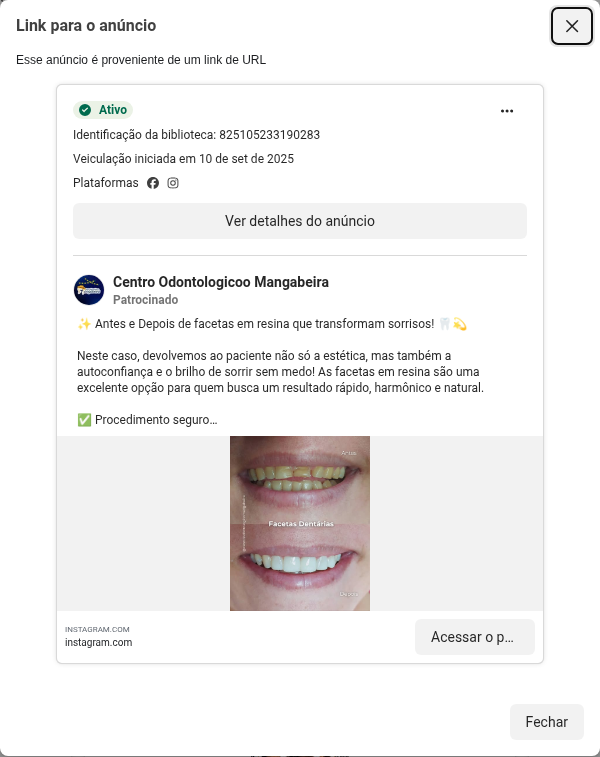 Link para o anúncio
Esse anúncio é proveniente de um link de URL
Ativo
Identificação da biblioteca: 825105233190283
Veiculação iniciada em 10 de set de 2025
Plataformas
Ver detalhes do anúncio
Centro Odontologicoo Mangabeira
Patrocinado
✨ Antes e Depois de facetas em resina que transformam sorrisos! 🦷💫
Neste caso, devolvemos ao paciente não só a estética, mas também a
autoconfiança e o brilho de sorrir sem medo! As facetas em resina são uma
excelente opção para quem busca um resultado rápido, harmônico e natural.
✅ Procedimento seguro…
Antes
Facetas Dentárias
Depois
INSTAGRAM.COM
instagram.com
Acessar o p…
Fechar